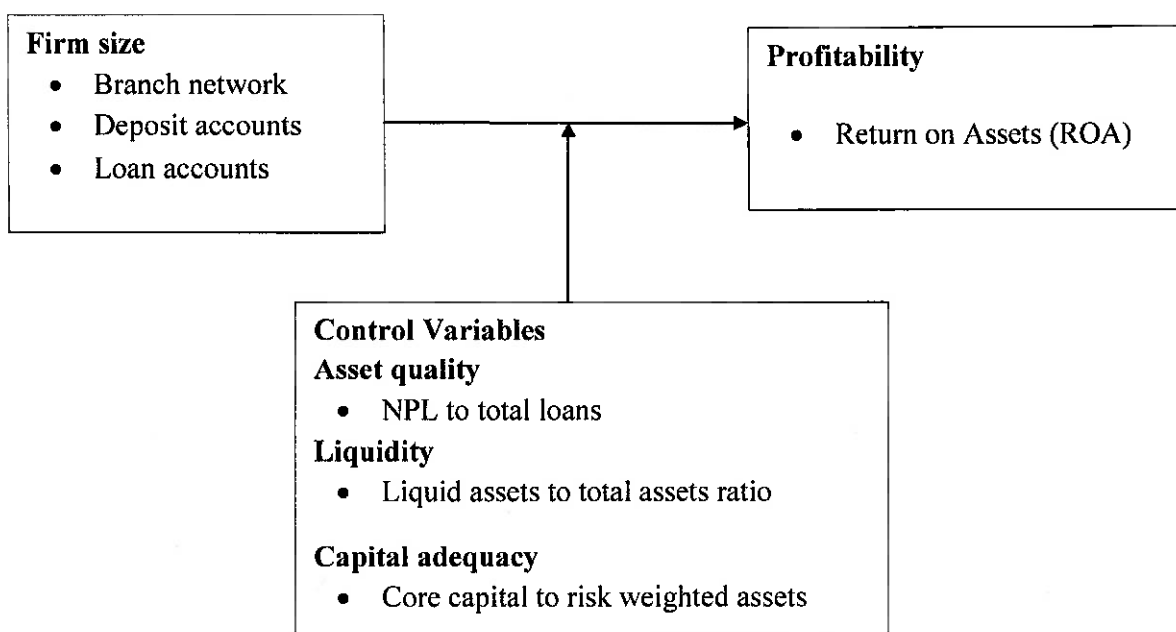 Firm size
• Branch network
• Deposit accounts
• Loan accounts
Profitability
• Return on Assets (ROA)
Control Variables
Asset quality
• NPL to total loans
Liquidity
• Liquid assets to total assets ratio
Capital adequacy
• Core capital to risk weighted assets